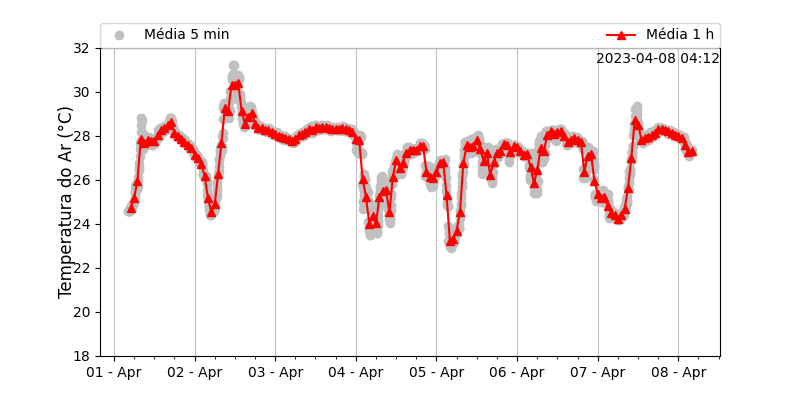 Média 5 min
Média 1 h
2023-04-08 04:12
Temperatura do Ar (°C)
32
30
28
26
24
22
20
18
01 - Apr
02 - Apr
03 - Apr
04 - Apr
05 - Apr
06 - Apr
07 - Apr
08 - Apr